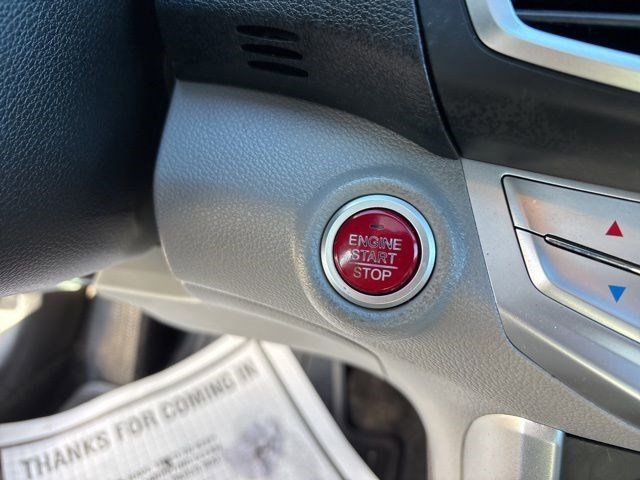 ENGINE
START
STOP
THANKS FOR COMING IN